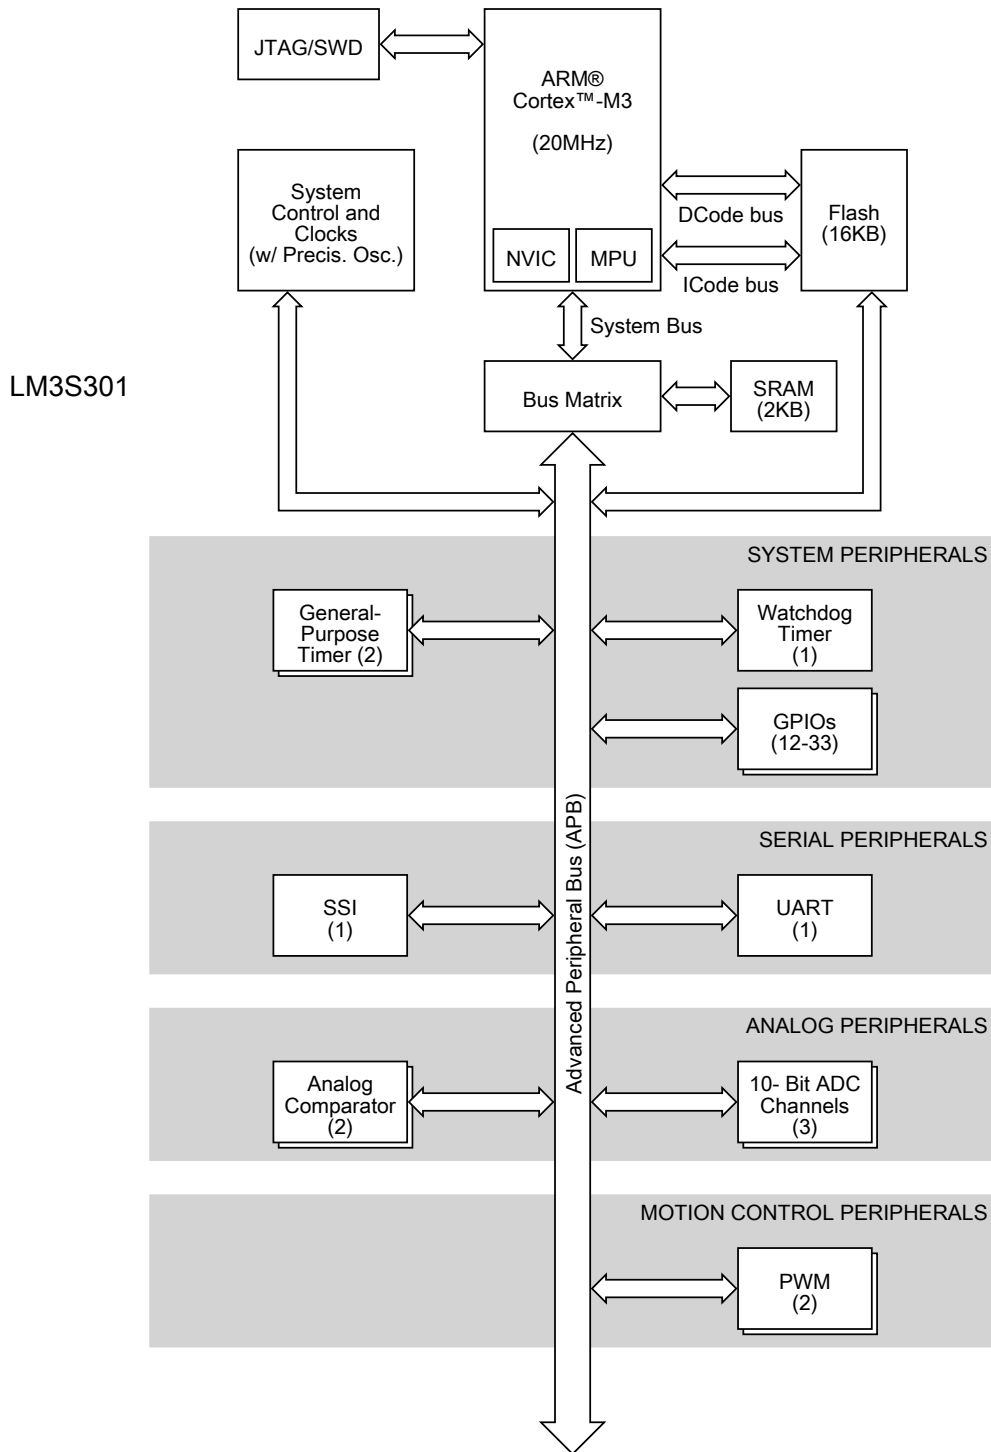 JTAG/SWD
ARM®
Cortex™-M3
(20MHz)
System
Control and
Clocks
(w/ Precis. Osc.)
DCode bus
Flash
(16KB)
NVIC
MPU
ICode bus
System Bus
LM3S301
Bus Matrix
SRAM
(2KB)
SYSTEM PERIPHERALS
General-
Purpose
Timer (2)
Watchdog
Timer
(1)
GPIOs
(12-33)
Advanced Peripheral Bus (APB)
SERIAL PERIPHERALS
SSI
(1)
UART
(1)
ANALOG PERIPHERALS
Analog
Comparator
(2)
10- Bit ADC
Channels
(3)
MOTION CONTROL PERIPHERALS
PWM
(2)